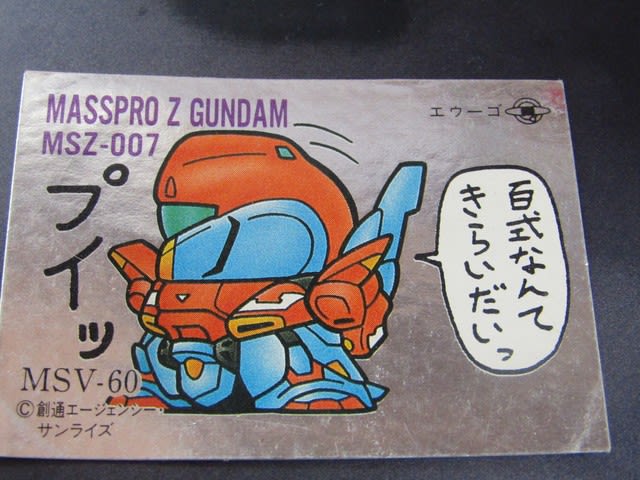 MASSPRO Z GUNDAM
MSZ-007
エゥーゴ
プイッ
百式なんて
きらいだいっ
MSV-60
©創通エージェンシー・
サンライズ